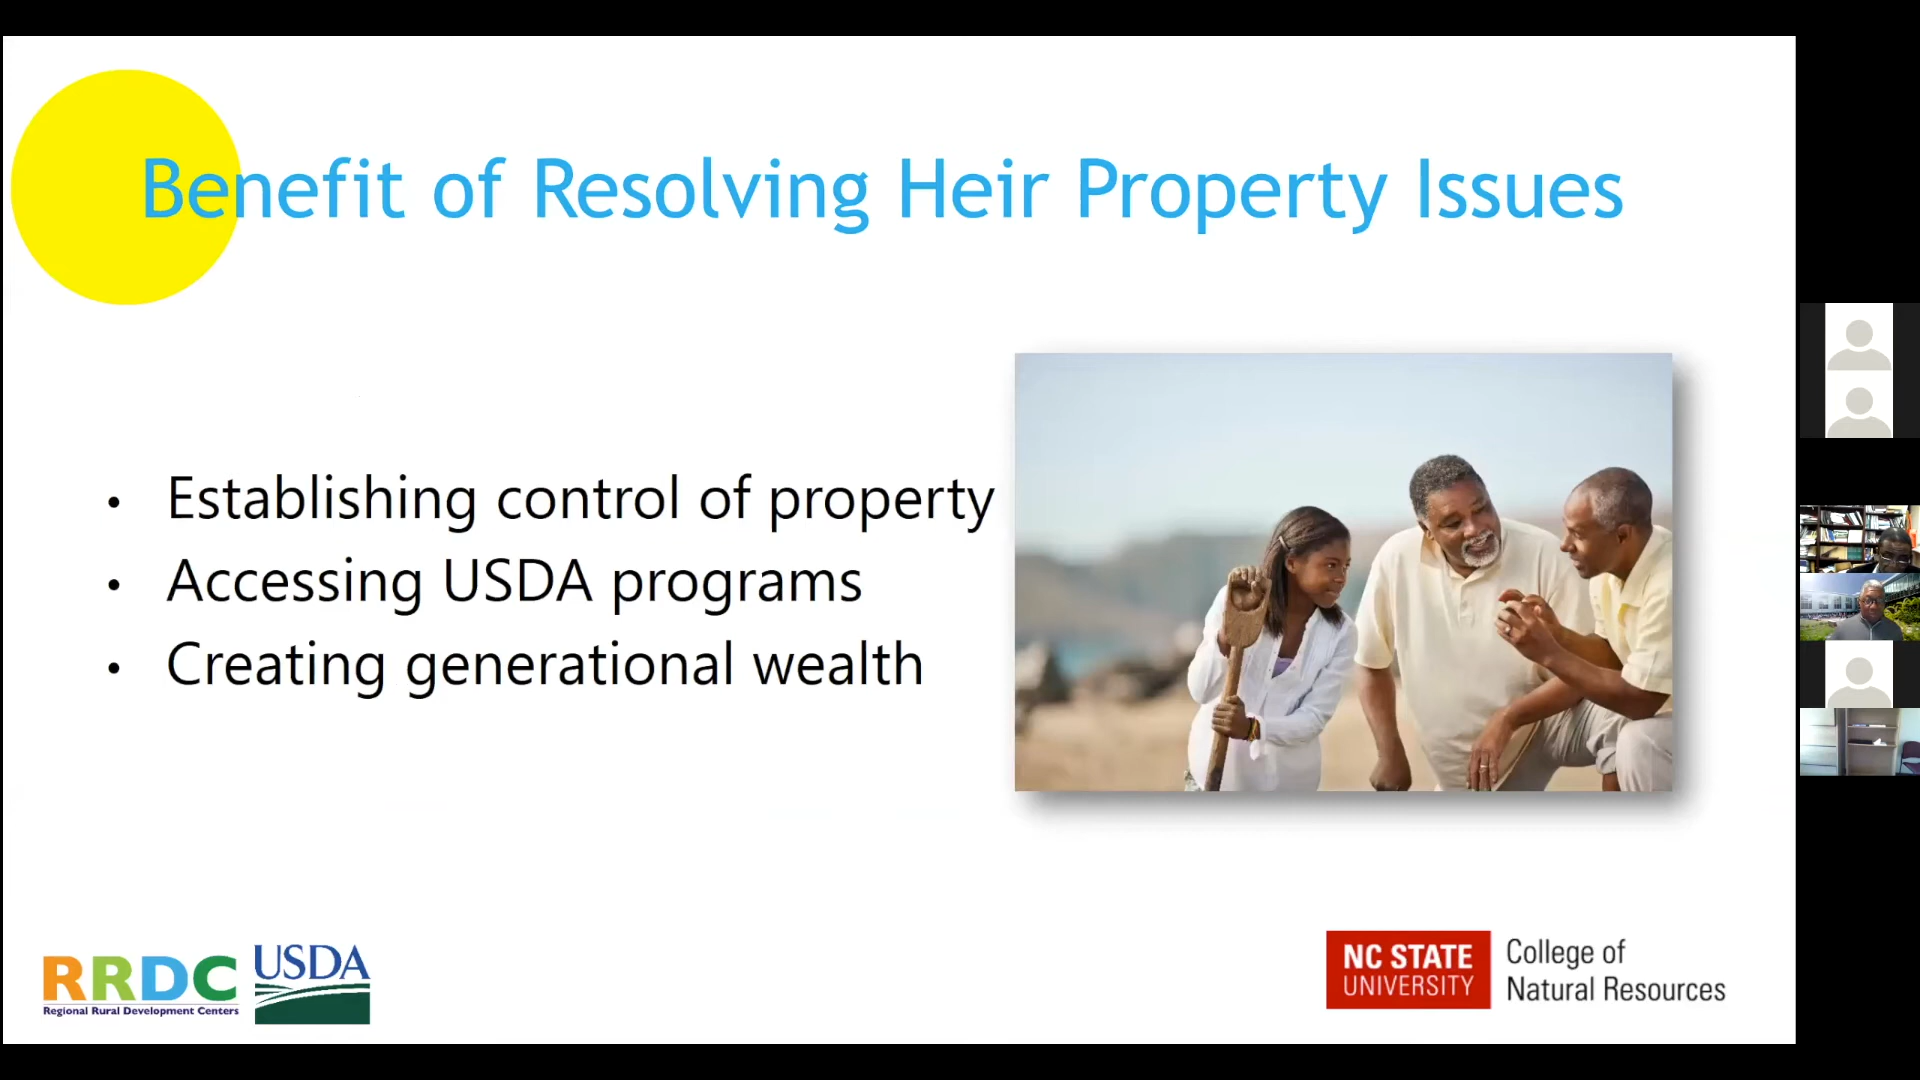 Benefit of Resolving Heir Property Issues
• Establishing control of property
• Accessing USDA programs
• Creating generational wealth
RRDC
Regional Rural Development Centers
USDA
NC STATE
UNIVERSITY
College of
Natural Resources